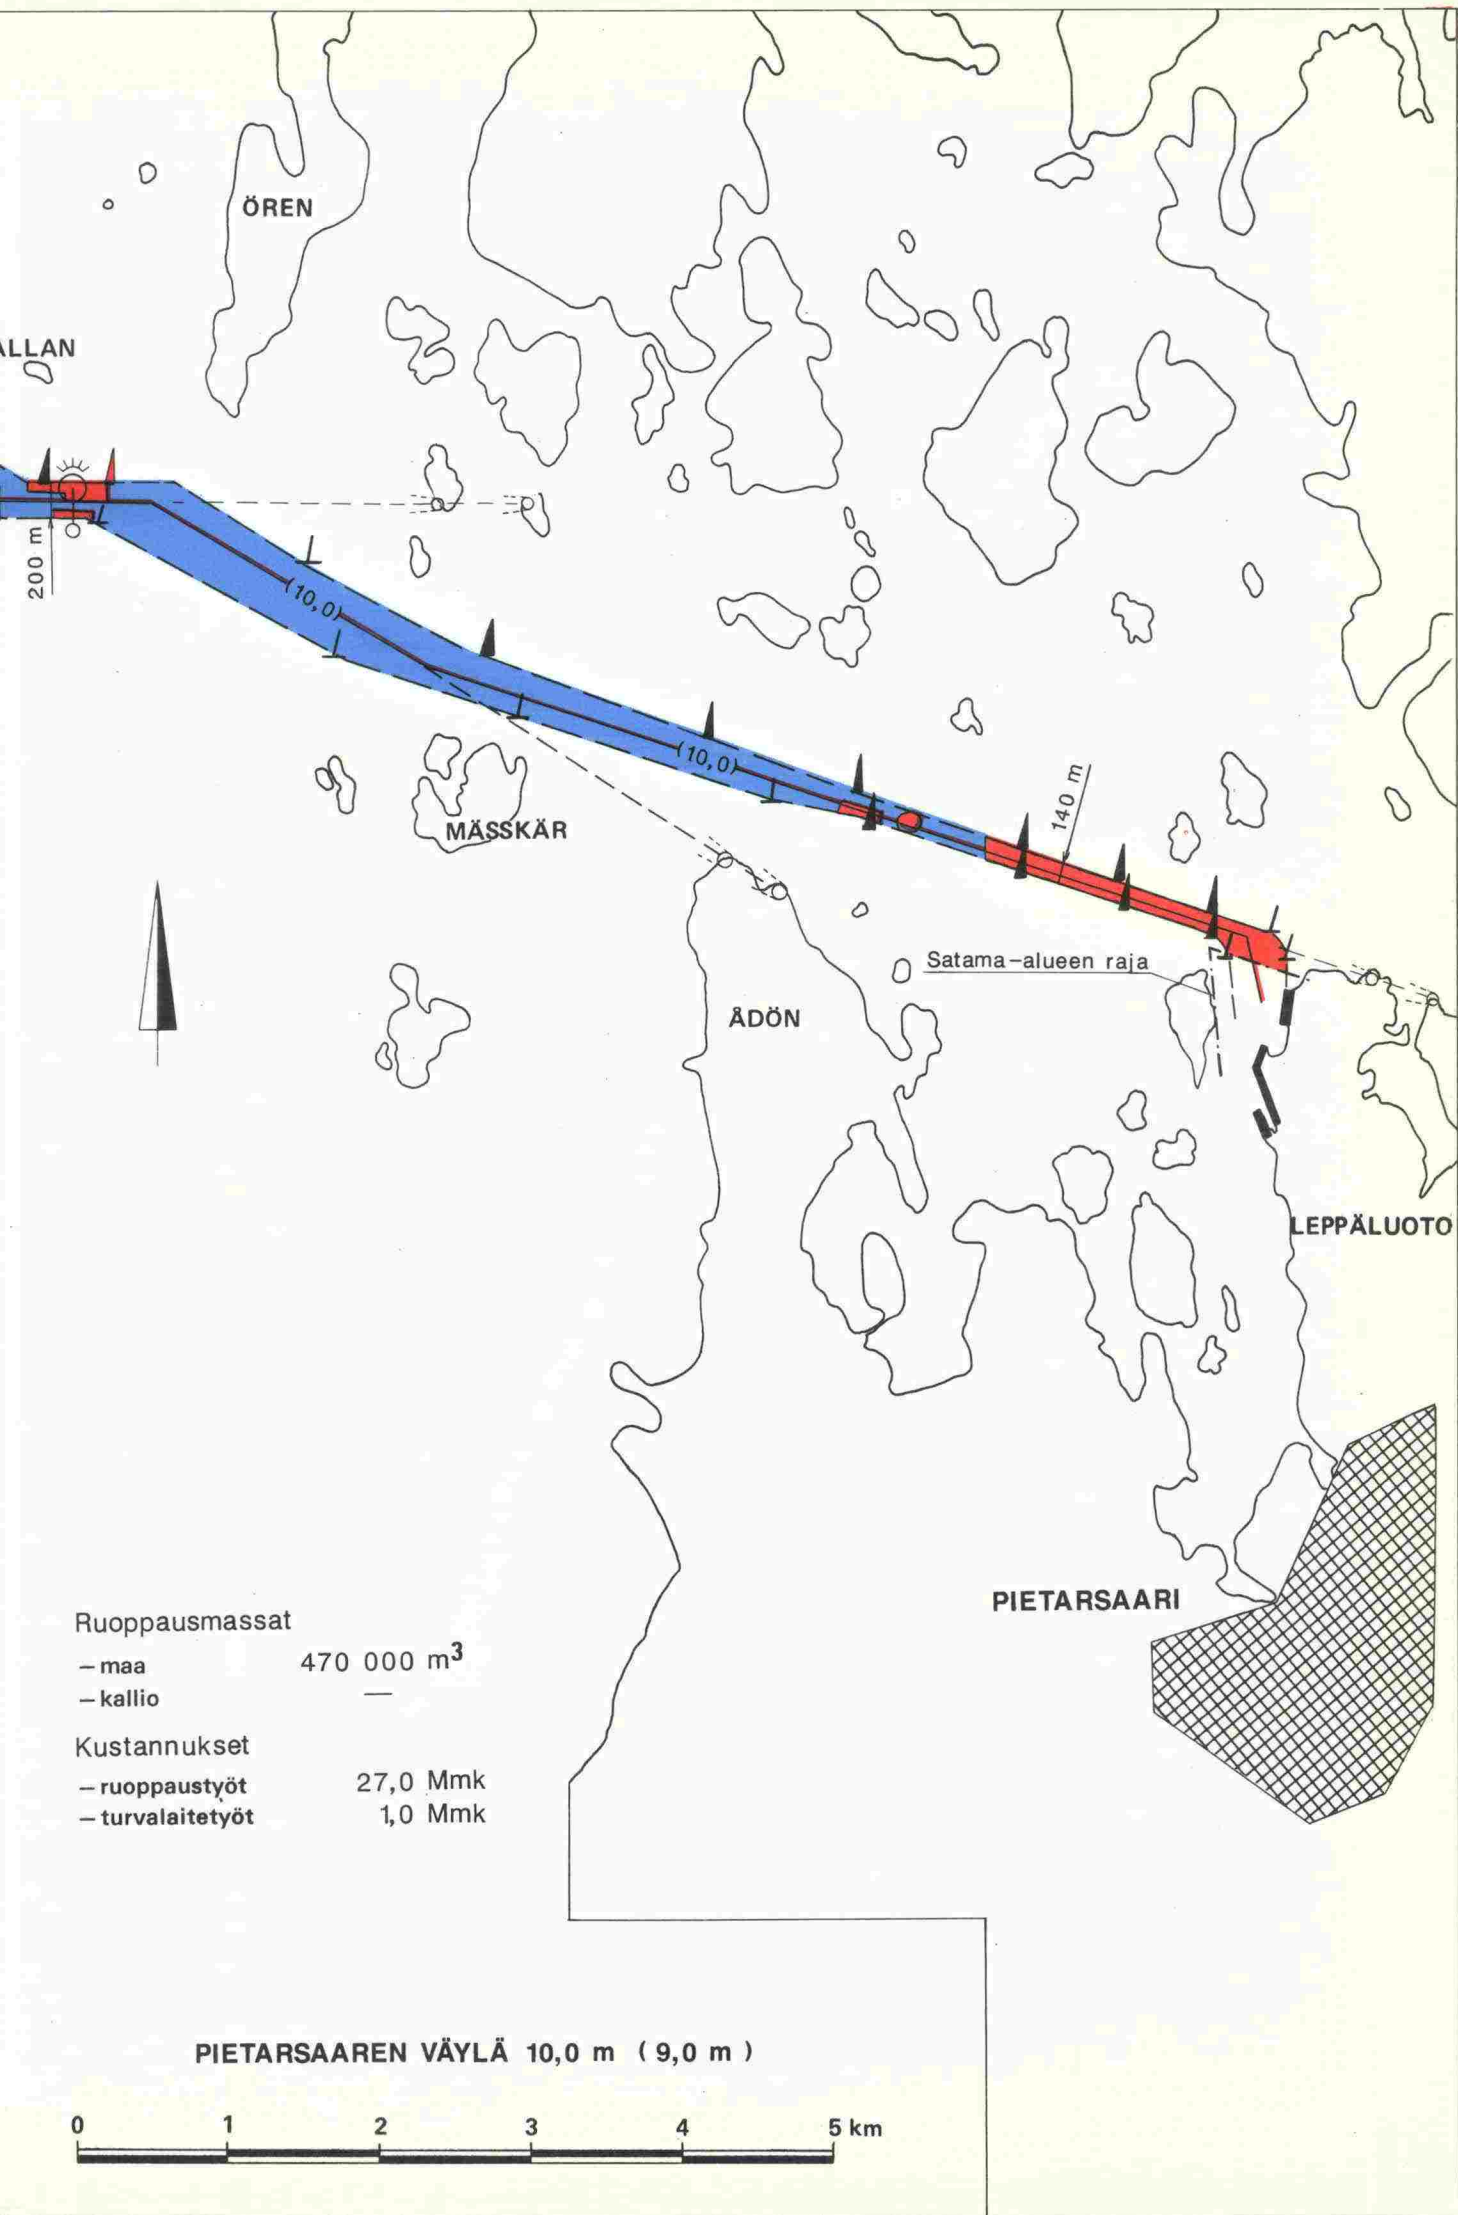 ÖREN
ALLAN
200 m
(10,0)
(10,0)
140 m
MÄSSKÄR
Satama-alueen raja
ÅDÖN
LEPPÄLUOTO
PIETARSAARI
Ruoppausmassat
– maa 470 000 m³
– kallio —
Kustannukset
– ruoppaustyöt 27,0 Mmk
– turvalaitetyöt 1,0 Mmk
PIETARSAAREN VÄYLÄ 10,0 m ( 9,0 m )
0 1 2 3 4 5 km